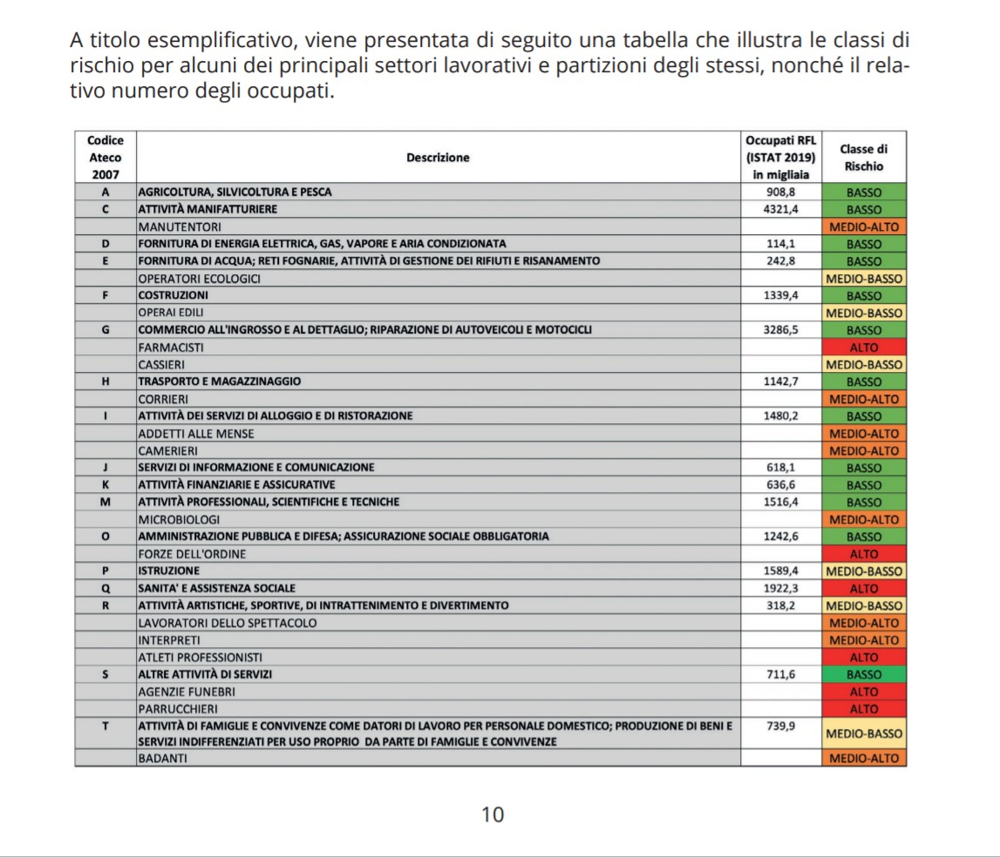 A titolo esemplificativo, viene presentata di seguito una tabella che illustra le classi di
rischio per alcuni dei principali settori lavorativi e partizioni degli stessi, nonché il rela-
tivo numero degli occupati.
Codice Ateco 2007 Descrizione Occupati RFL (ISTAT 2019) in migliaia Classe di Rischio
A AGRICOLTURA, SILVICOLTURA E PESCA 908,8 BASSO
C ATTIVITÀ MANIFATTURIERE 4321,4 BASSO
MANUTENTORI MEDIO-ALTO
D FORNITURA DI ENERGIA ELETTRICA, GAS, VAPORE E ARIA CONDIZIONATA 114,1 BASSO
E FORNITURA DI ACQUA; RETI FOGNARIE, ATTIVITÀ DI GESTIONE DEI RIFIUTI E RISANAMENTO 242,8 BASSO
OPERATORI ECOLOGICI MEDIO-BASSO
F COSTRUZIONI 1339,4 BASSO
OPERAI EDILI MEDIO-BASSO
G COMMERCIO ALL'INGROSSO E AL DETTAGLIO; RIPARAZIONE DI AUTOVEICOLI E MOTOCICLI 3286,5 BASSO
FARMACISTI ALTO
CASSIERI MEDIO-BASSO
H TRASPORTO E MAGAZZINAGGIO 1142,7 BASSO
CORRIERI MEDIO-ALTO
I ATTIVITÀ DEI SERVIZI DI ALLOGGIO E DI RISTORAZIONE 1480,2 BASSO
ADDETTI ALLE MENSE MEDIO-ALTO
CAMERIERI MEDIO-ALTO
J SERVIZI DI INFORMAZIONE E COMUNICAZIONE 618,1 BASSO
K ATTIVITÀ FINANZIARIE E ASSICURATIVE 636,6 BASSO
M ATTIVITÀ PROFESSIONALI, SCIENTIFICHE E TECNICHE 1516,4 BASSO
MICROBIOLOGI MEDIO-ALTO
O AMMINISTRAZIONE PUBBLICA E DIFESA; ASSICURAZIONE SOCIALE OBBLIGATORIA 1242,6 BASSO
FORZE DELL'ORDINE ALTO
P ISTRUZIONE 1589,4 MEDIO-BASSO
Q SANITA' E ASSISTENZA SOCIALE 1922,3 ALTO
R ATTIVITÀ ARTISTICHE, SPORTIVE, DI INTRATTENIMENTO E DIVERTIMENTO 318,2 MEDIO-BASSO
LAVORATORI DELLO SPETTACOLO MEDIO-ALTO
INTERPRETI MEDIO-ALTO
ATLETI PROFESSIONISTI ALTO
S ALTRE ATTIVITÀ DI SERVIZI 711,6 BASSO
AGENZIE FUNEBRI ALTO
PARRUCCHIERI ALTO
T ATTIVITÀ DI FAMIGLIE E CONVIVENZE COME DATORI DI LAVORO PER PERSONALE DOMESTICO; PRODUZIONE DI BENI E 739,9 MEDIO-BASSO
SERVIZI INDIFFERENZIATI PER USO PROPRIO DA PARTE DI FAMIGLIE E CONVIVENZE
BADANTI MEDIO-ALTO
10